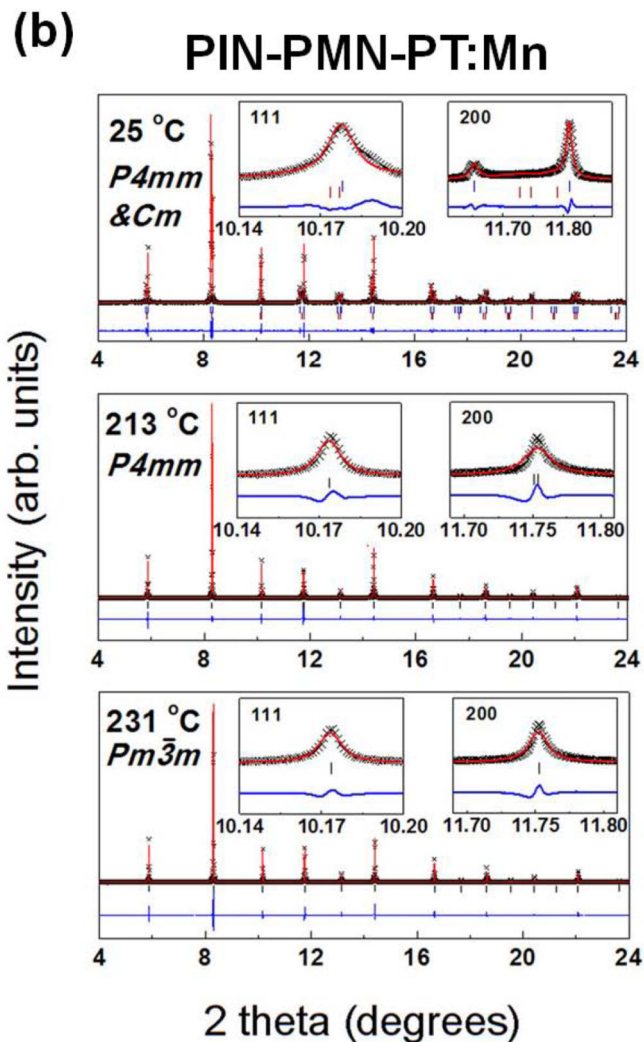 (b)
PIN-PMN-PT:Mn
Intensity (arb. units)
25 °C
P4mm
&Cm
111
10.14 10.17 10.20
200
11.70 11.80
4 8 12 16 20 24
213 °C
P4mm
111
10.14 10.17 10.20
200
11.70 11.75 11.80
4 8 12 16 20 24
231 °C
Pm3̄m
111
10.14 10.17 10.20
200
11.70 11.75 11.80
4 8 12 16 20 24
2 theta (degrees)